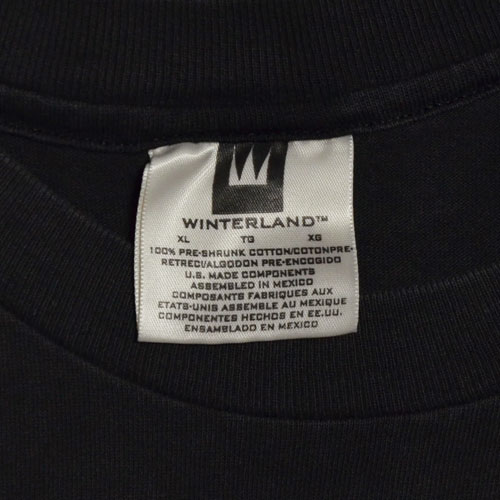 WINTERLAND™
XL TG XG
100% PRE-SHRUNK COTTON/COTONPRE-
RETRECI/ALGODON PRE-ENCOGIDO
U.S. MADE COMPONENTS
ASSEMBLED IN MEXICO
COMPOSANTS FABRIQUES AUX
ETATS-UNIS ASSEMBLE AU MEXIQUE
COMPONENTES HECHOS EN EE.UU.
ENSAMBLADO EN MEXICO